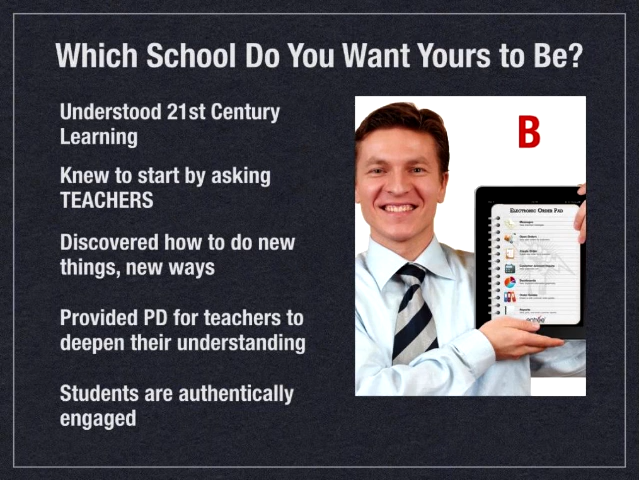 Which School Do You Want Yours to Be?
Understood 21st Century
Learning
Knew to start by asking
TEACHERS
Discovered how to do new
things, new ways
Provided PD for teachers to
deepen their understanding
Students are authentically
engaged
B
Electronic Order Pad
Messages